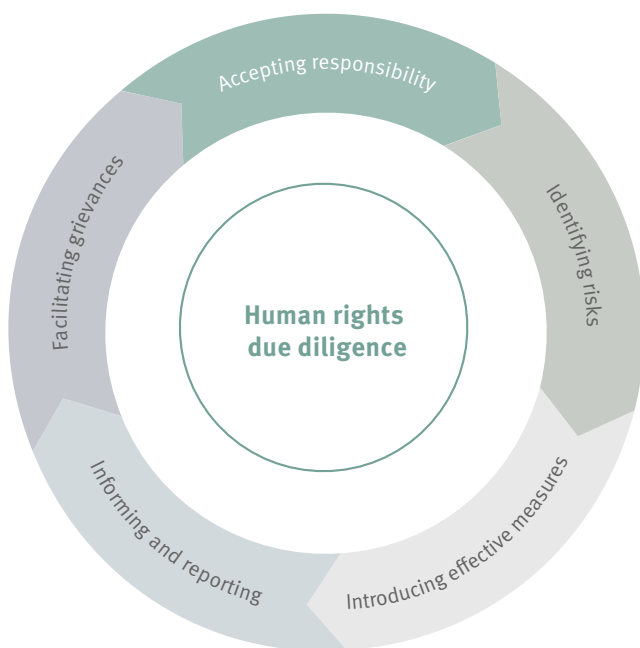 Accepting responsibility
Identifying risks
Introducing effective measures
Informing and reporting
Facilitating grievances
Human rights
due diligence